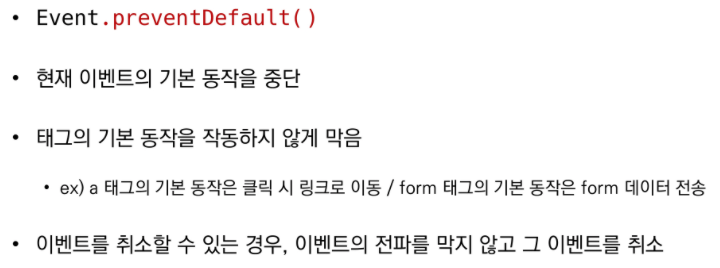 • Event.preventDefault()
• 현재 이벤트의 기본 동작을 중단
• 태그의 기본 동작을 작동하지 않게 막음
• ex) a 태그의 기본 동작은 클릭 시 링크로 이동 / form 태그의 기본 동작은 form 데이터 전송
• 이벤트를 취소할 수 있는 경우, 이벤트의 전파를 막지 않고 그 이벤트를 취소